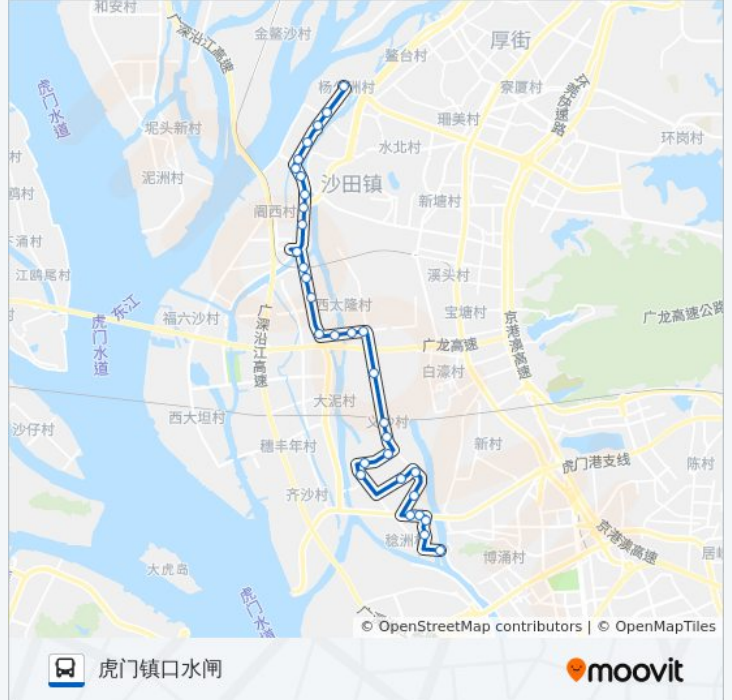 和安村
广深沿江高速
金鳌沙村
厚街
鳌台村
虎门水道
寮厦村
莞佛快速路
珊美村
环岗村
坭头新村
水北村
村
泥洲村
沙田镇
新塘村
阁西村
溪头村
江鸥尾村
东江
西太隆村
宝塘村
广龙高速公路
福六沙村
虎门水道
广深沿江高速
京港澳高速
广龙高速
白濠村
大泥村
西大坦村
沙仔村
穗丰年村
新村
虎门港支线
陈村
齐沙村
京港澳高速
稔洲村
博涌村
太虎岛
虎门水道
© OpenStreetMap contributors | © OpenMapTiles
虎门镇口水闸
moovit